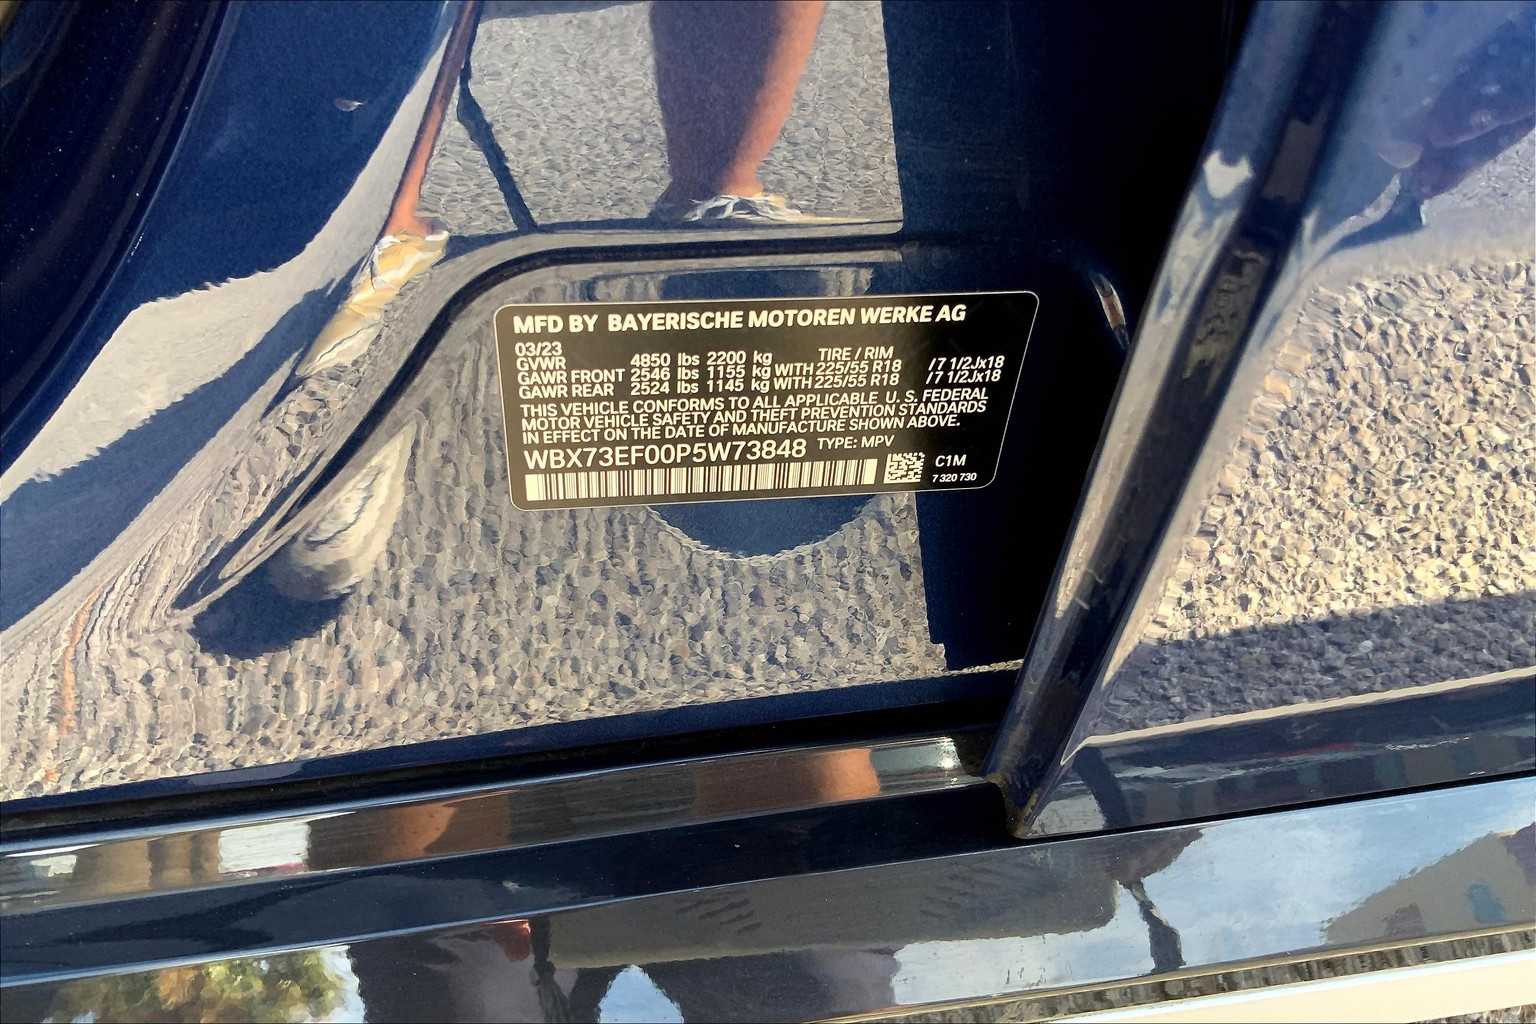 MFD BY BAYERISCHE MOTOREN WERKE AG
03/23 TIRE / RIM
GVWR 4850 lbs 2200 kg
GAWR FRONT 2546 lbs 1155 kg WITH 225/55 R18 /7 1/2Jx18
GAWR REAR 2524 lbs 1145 kg WITH 225/55 R18 /7 1/2Jx18
THIS VEHICLE CONFORMS TO ALL APPLICABLE U. S. FEDERAL
MOTOR VEHICLE SAFETY AND THEFT PREVENTION STANDARDS
IN EFFECT ON THE DATE OF MANUFACTURE SHOWN ABOVE.
WBX73EF00P5W73848 TYPE: MPV
C1M
7 320 730